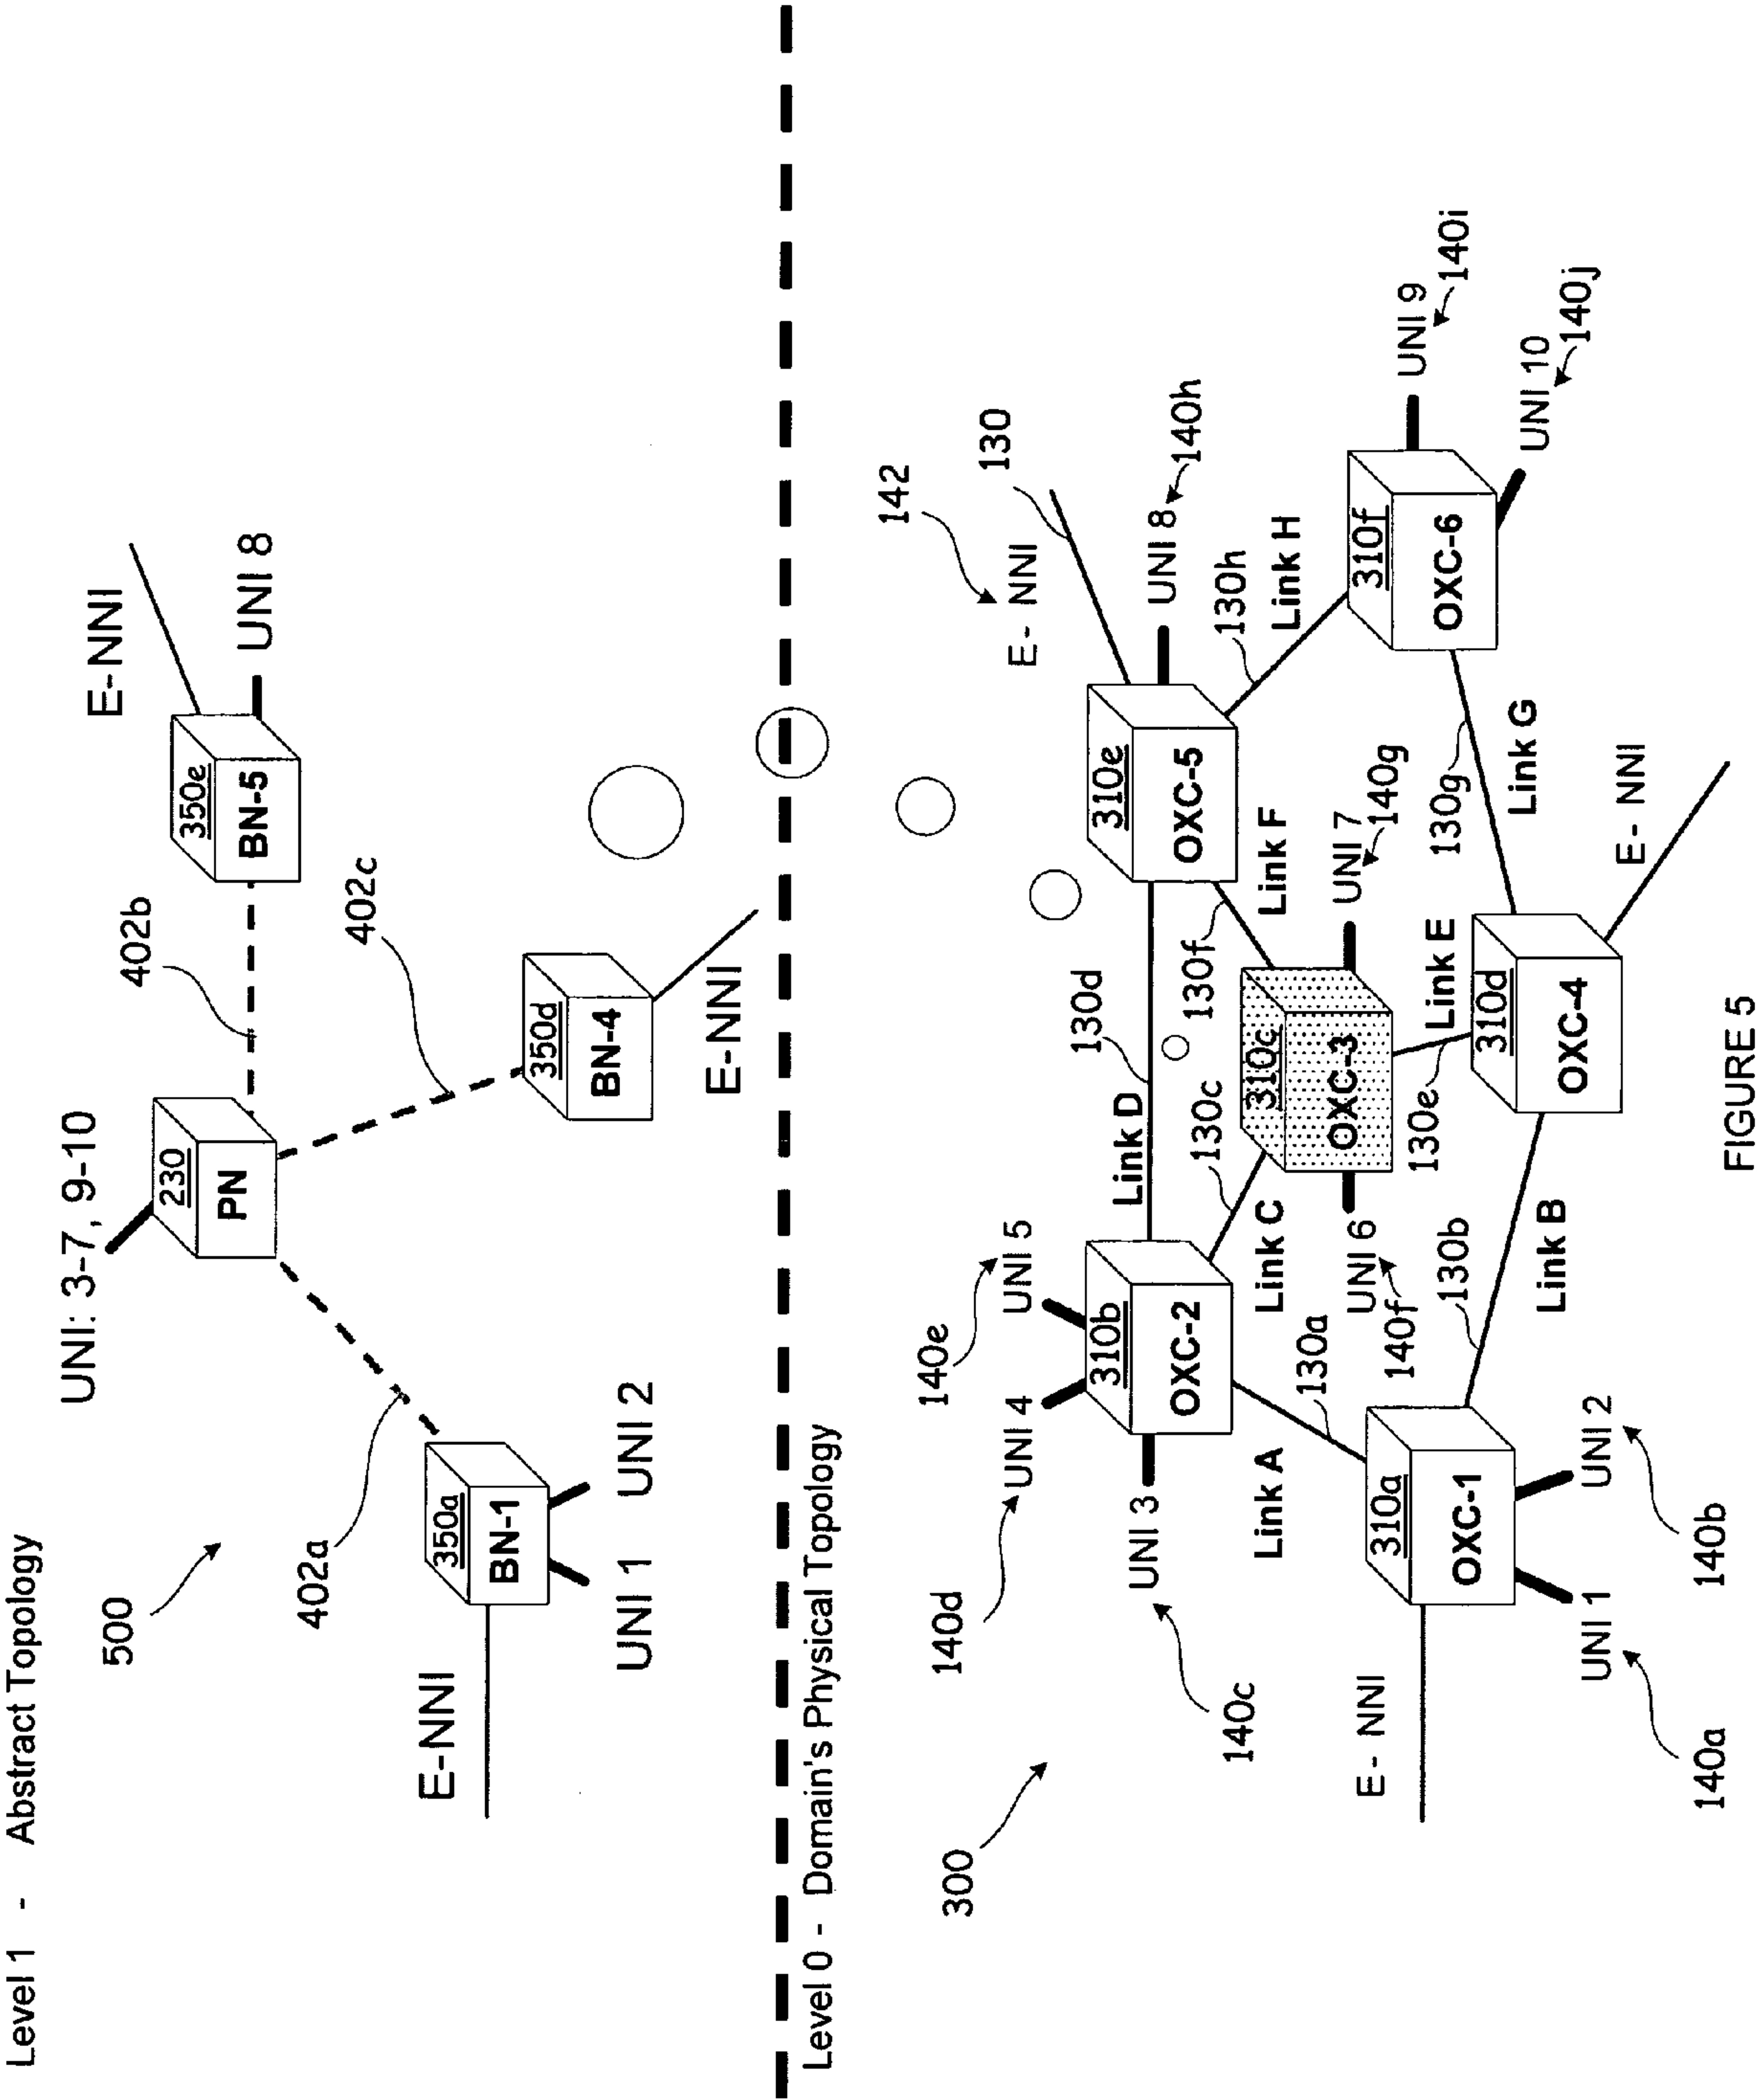 Level 1 - Abstract Topology
500
UNI: 3-7, 9-10
230
PN
402b
E-NNI
350e
BN-5
UNI 8
402a
402c
E-NNI
350a
BN-1
UNI 1
UNI 2
350d
BN-4
E-NNI
Level 0 - Domain's Physical Topology
300
140d
140e
UNI 4
UNI 5
142
130
E- NNI
310b
OXC-2
Link D
130d
310e
OXC-5
UNI 8
140h
UNI 3
140c
Link C
130c
130f
Link F
130h
Link H
Link A
130a
310c
OXC-3
UNI 6
140f
UNI 7
140g
310f
OXC-6
UNI 9
140i
UNI 10
140j
E- NNI
310a
OXC-1
130b
Link B
130e
Link E
130g
Link G
310d
OXC-4
E- NNI
UNI 1
140a
UNI 2
140b
FIGURE 5